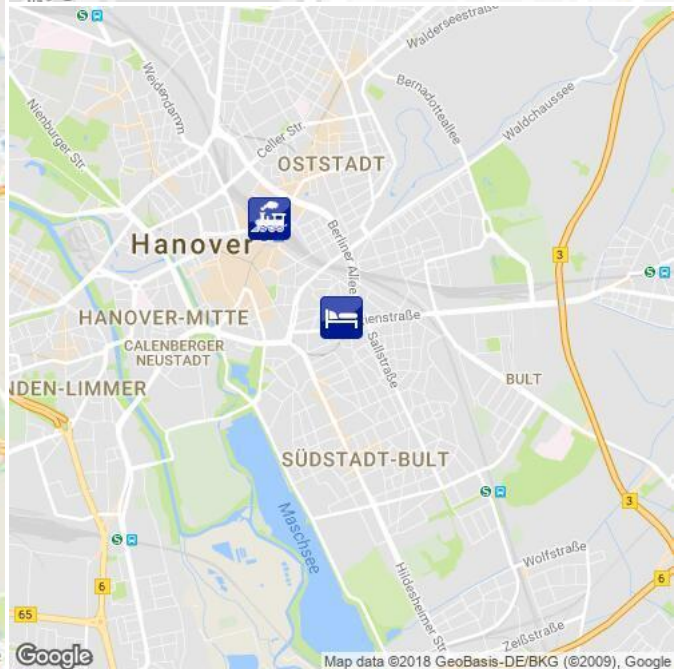 S
Walderseestraße
Weidendamm
Bernadotteallee
Nienburger Str.
Celler Str.
Waldchaussee
OSTSTADT
Hanover
Berliner Allee
3
S
HANOVER-MITTE
ienstraße
CALENBERGER
NEUSTADT
Sallstraße
NDEN-LIMMER
BULT
SÜDSTADT-BULT
S
3
Maschsee
S
Wolfstraße
6
6
Hildesheimer Str
65
Zeißstraße
Google
Map data ©2018 GeoBasis-DE/BKG (©2009), Google